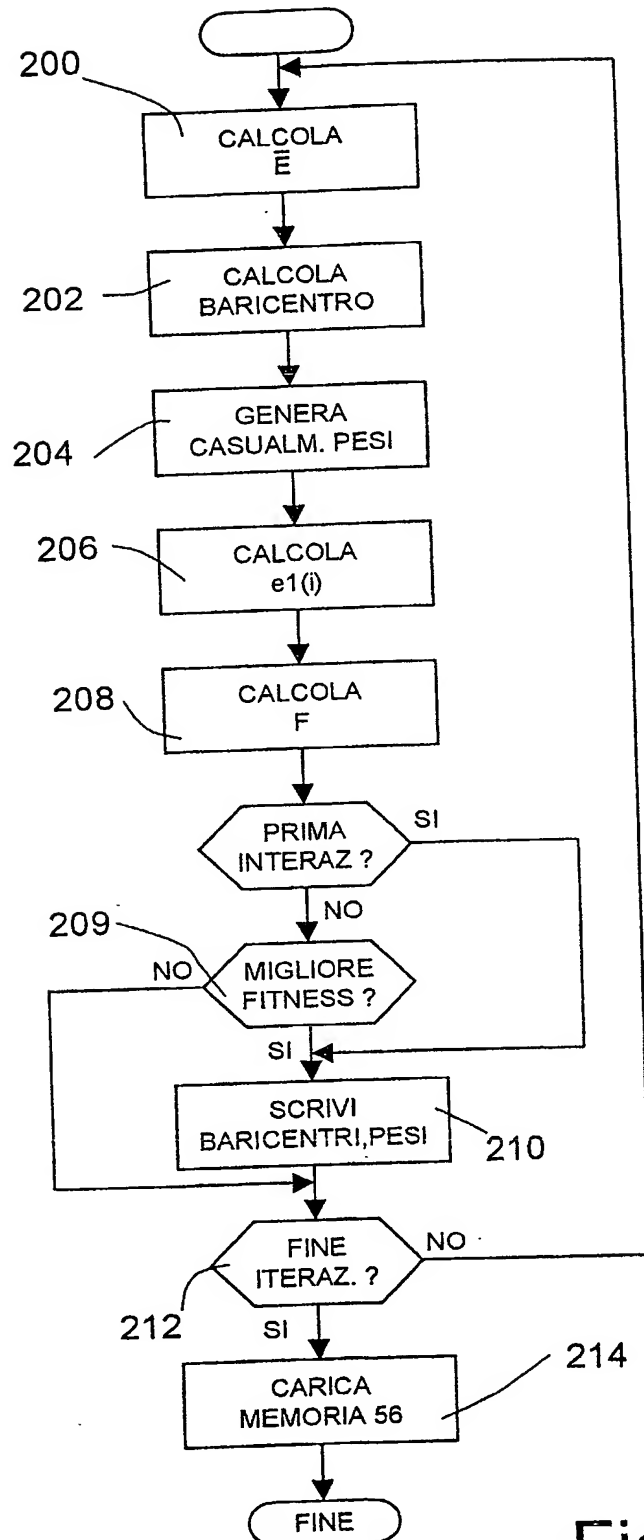 200
CALCOLA
E̅
202
CALCOLA
BARICENTRO
204
GENERA
CASUALM. PESI
206
CALCOLA
e1(i)
208
CALCOLA
F
PRIMA
INTERAZ ?
SI
NO
209
NO
MIGLIORE
FITNESS ?
SI
SCRIVI
BARICENTRI,PESI
210
FINE
ITERAZ. ?
NO
212
SI
CARICA
MEMORIA 56
214
FINE